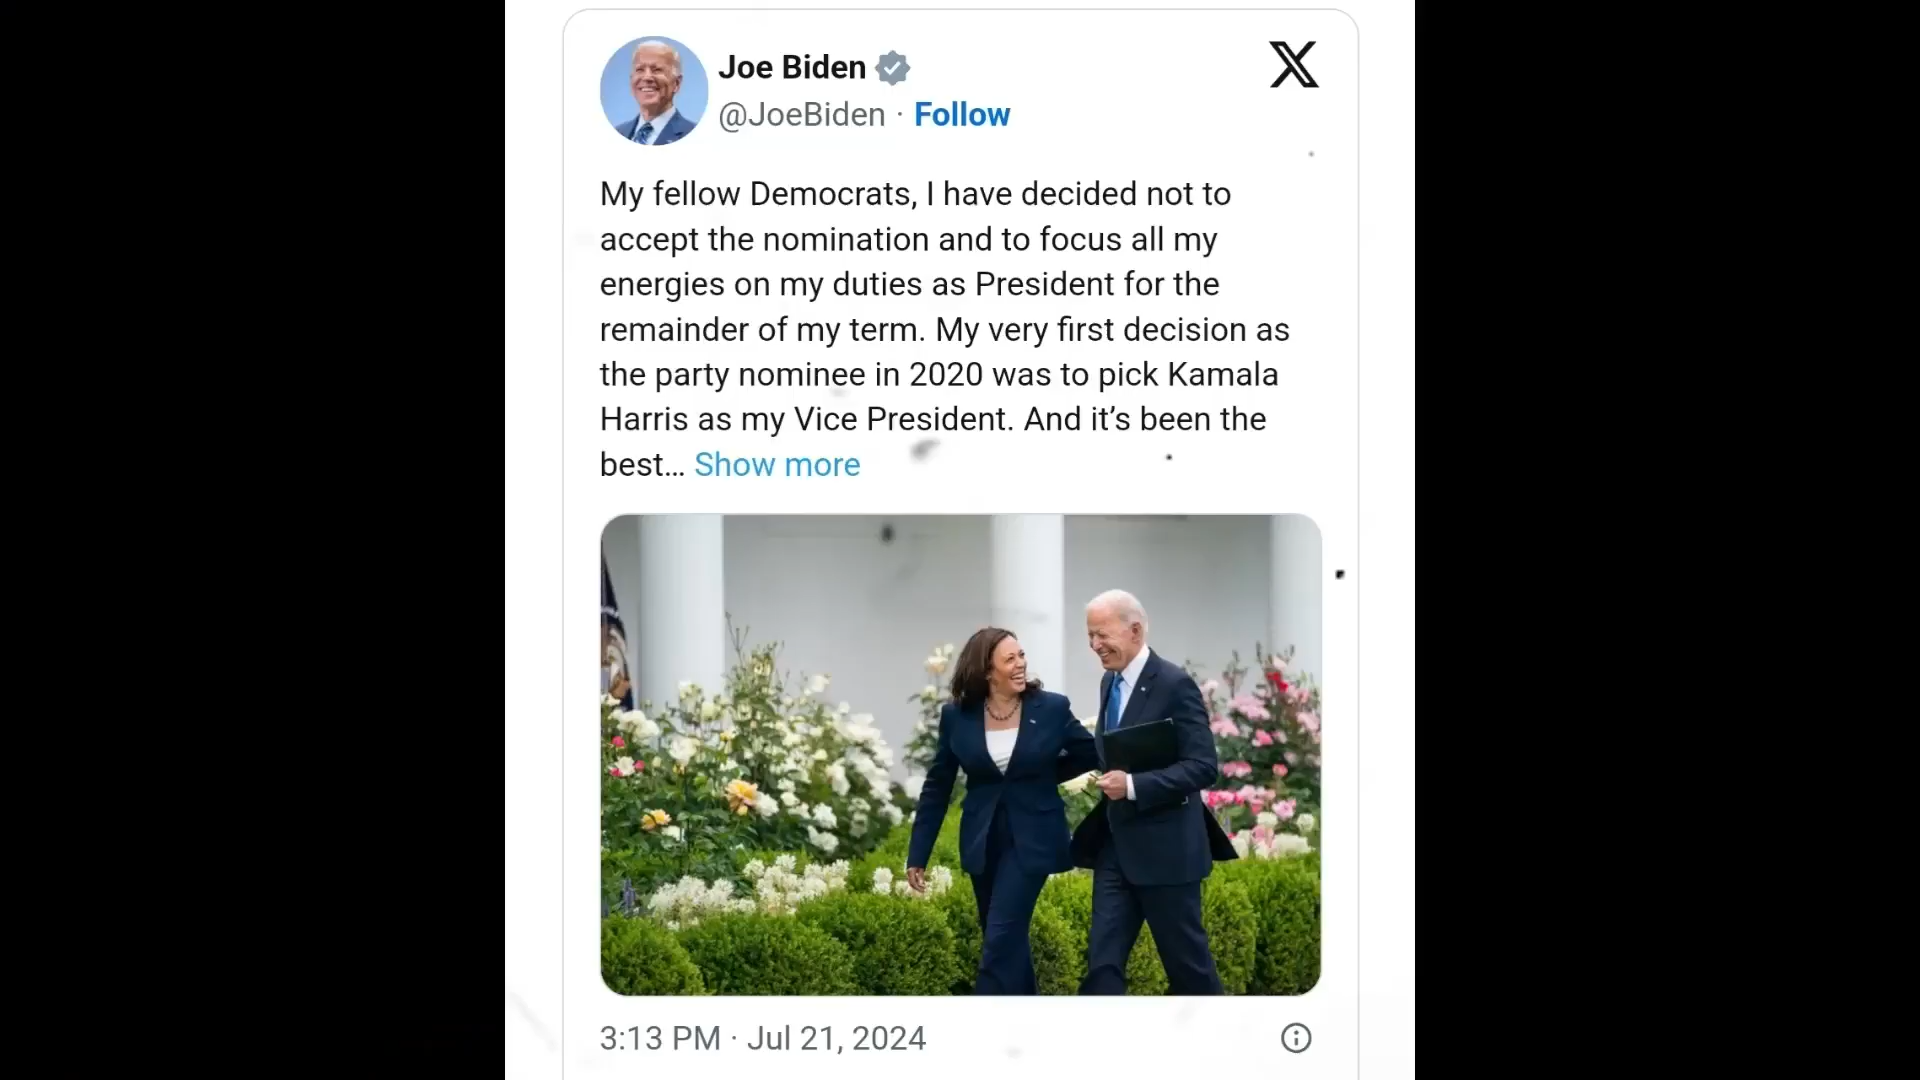 Joe Biden
@JoeBiden · Follow
My fellow Democrats, I have decided not to
accept the nomination and to focus all my
energies on my duties as President for the
remainder of my term. My very first decision as
the party nominee in 2020 was to pick Kamala
Harris as my Vice President. And it’s been the
best… Show more
3:13 PM · Jul 21, 2024